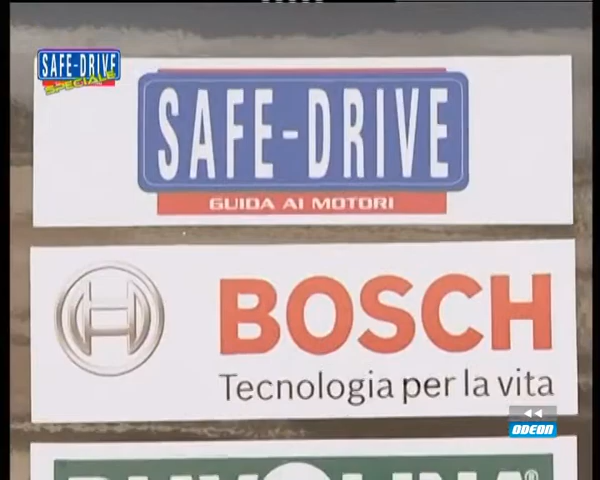 SAFE-DRIVE
SPECIALE
SAFE-DRIVE
GUIDA AI MOTORI
BOSCH
Tecnologia per la vita
ODEON